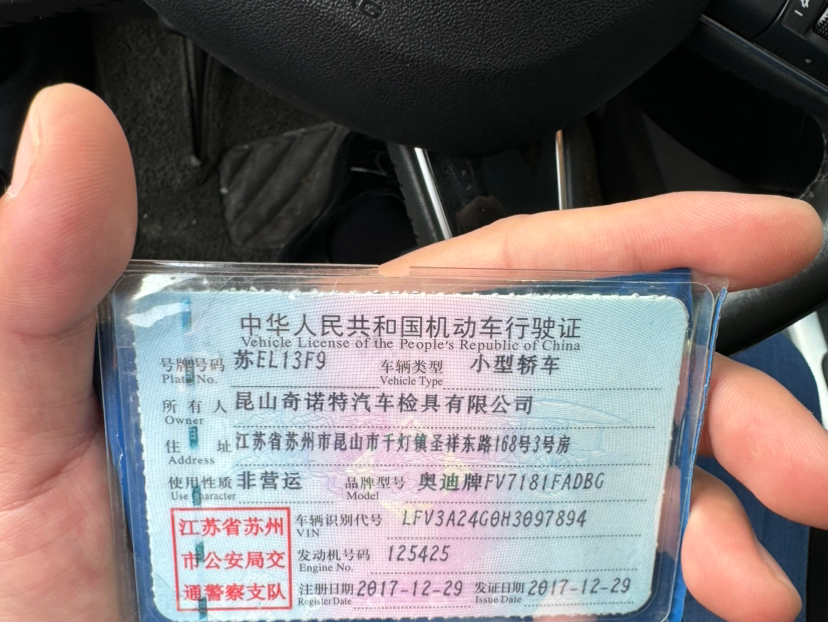 中华人民共和国机动车行驶证
Vehicle License of the People's Republic of China
号牌号码 苏EL13F9 车辆类型 小型轿车
Plate No. Vehicle Type
所有人 昆山奇诺特汽车检具有限公司
Owner
住址 江苏省苏州市昆山市千灯镇圣祥东路168号3号房
Address
使用性质 非营运 品牌型号 奥迪牌FV7181FADBG
Use Character Model
江苏省苏州
市公安局交
通警察支队
车辆识别代号 LFV3A24G0H3097894
VIN
发动机号码 125425
Engine No.
注册日期 2017-12-29 发证日期 2017-12-29
Register Date Issue Date